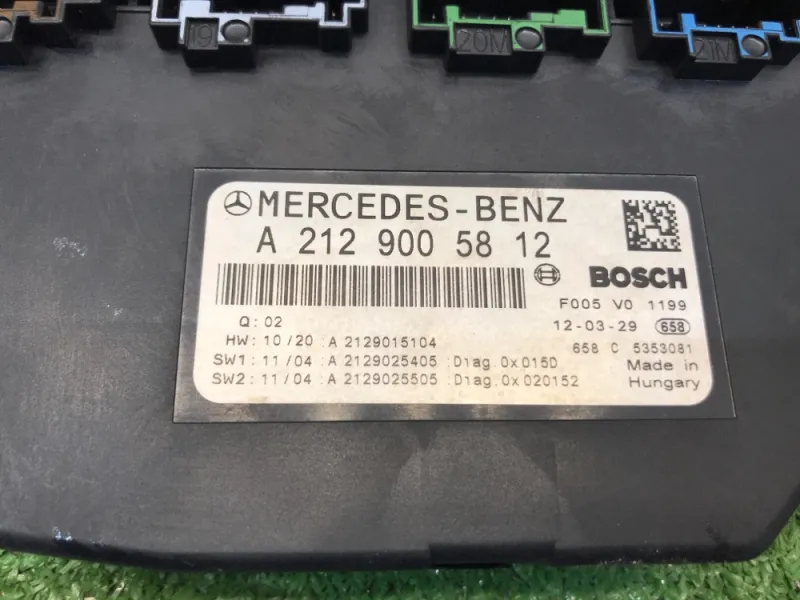 19
20M
21M
MERCEDES-BENZ
A 212 900 58 12
BOSCH
F005 V0 1199
Q: 02
12-03-29 658
HW: 10/20 :A 2129015104
658 C 5353081
SW1: 11/04 :A 2129025405 :Diag.0x015D
Made in
SW2: 11/04 :A 2129025505 :Diag.0x020152
Hungary